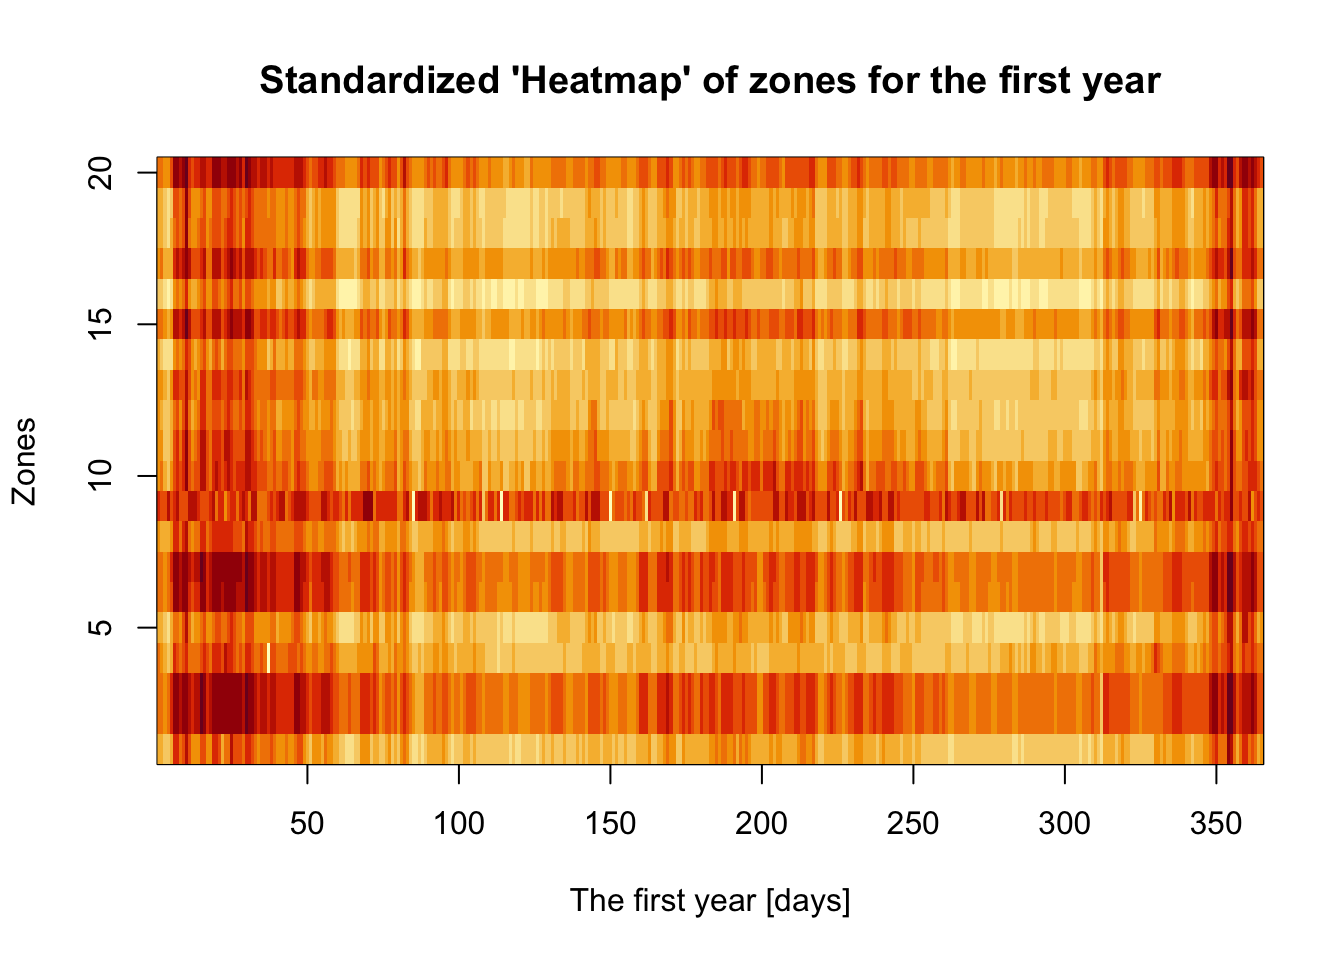 Standardized 'Heatmap' of zones for the first year
20
15
10
5
Zones
50 100 150 200 250 300 350
The first year [days]